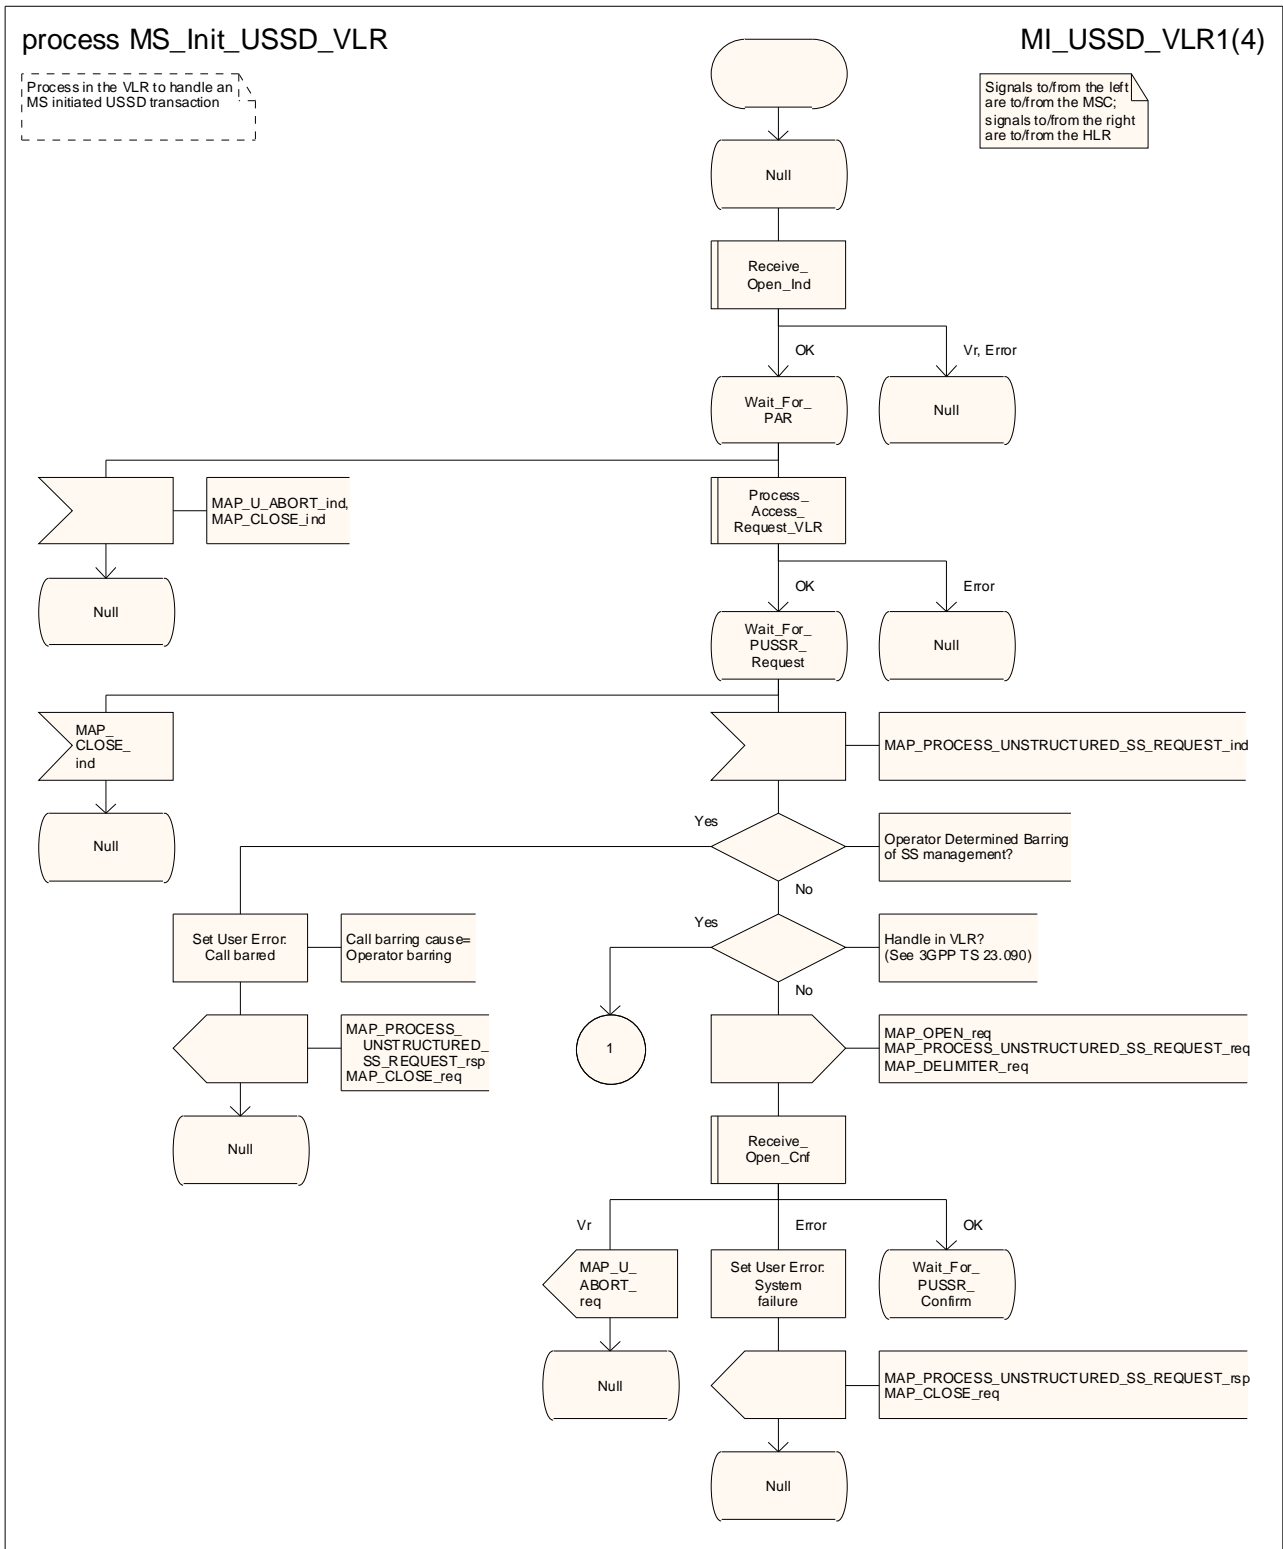 process MS_Init_USSD_VLR
MI_USSD_VLR1(4)
Process in the VLR to handle an
MS initiated USSD transaction
Signals to/from the left
are to/from the MSC;
signals to/from the right
are to/from the HLR
Null
Receive_
Open_Ind
OK
Vr, Error
Wait_For_
PAR
Null
MAP_U_ABORT_ind,
MAP_CLOSE_ind
Process_
Access_
Request_VLR
Null
OK
Error
Wait_For_
PUSSR_
Request
Null
MAP_
CLOSE_
ind
MAP_PROCESS_UNSTRUCTURED_SS_REQUEST_ind
Null
Yes
Operator Determined Barring
of SS management?
No
Set User Error:
Call barred
Call barring cause=
Operator barring
Yes
Handle in VLR?
(See 3GPP TS 23.090)
No
MAP_PROCESS_
UNSTRUCTURED_
SS_REQUEST_rsp
MAP_CLOSE_req
1
MAP_OPEN_req
MAP_PROCESS_UNSTRUCTURED_SS_REQUEST_req
MAP_DELIMITER_req
Null
Receive_
Open_Cnf
Vr
Error
OK
MAP_U_
ABORT_
req
Set User Error:
System
failure
Wait_For_
PUSSR_
Confirm
Null
MAP_PROCESS_UNSTRUCTURED_SS_REQUEST_rsp
MAP_CLOSE_req
Null